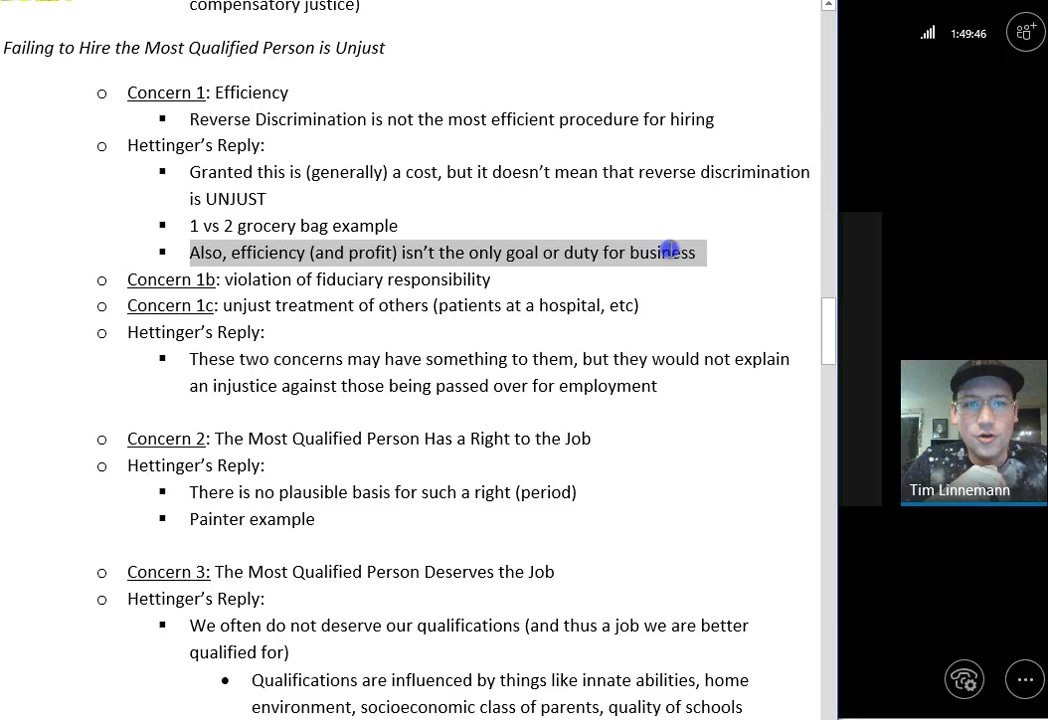 compensatory justice)
Failing to Hire the Most Qualified Person is Unjust
1:49:46
o Concern 1: Efficiency
▪ Reverse Discrimination is not the most efficient procedure for hiring
o Hettinger's Reply:
▪ Granted this is (generally) a cost, but it doesn't mean that reverse discrimination
is UNJUST
▪ 1 vs 2 grocery bag example
▪ Also, efficiency (and profit) isn't the only goal or duty for business
o Concern 1b: violation of fiduciary responsibility
o Concern 1c: unjust treatment of others (patients at a hospital, etc)
o Hettinger's Reply:
▪ These two concerns may have something to them, but they would not explain
an injustice against those being passed over for employment
o Concern 2: The Most Qualified Person Has a Right to the Job
o Hettinger's Reply:
▪ There is no plausible basis for such a right (period)
▪ Painter example
Tim Linnemann
o Concern 3: The Most Qualified Person Deserves the Job
o Hettinger's Reply:
▪ We often do not deserve our qualifications (and thus a job we are better
qualified for)
• Qualifications are influenced by things like innate abilities, home
environment, socioeconomic class of parents, quality of schools